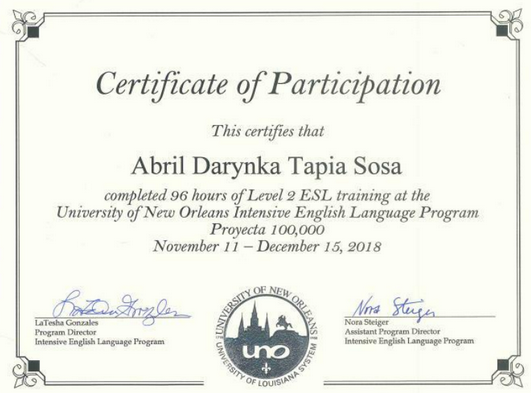 Certificate of Participation
This certifies that
Abril Darynka Tapia Sosa
completed 96 hours of Level 2 ESL training at the
University of New Orleans Intensive English Language Program
Proyecta 100,000
November 11 – December 15, 2018
LaTesha Gonzales
Program Director
Intensive English Language Program
UNIVERSITY OF NEW ORLEANS
uno
UNIVERSITY OF LOUISIANA SYSTEM
Nora Steiger
Nora Steiger
Assistant Program Director
Intensive English Language Program